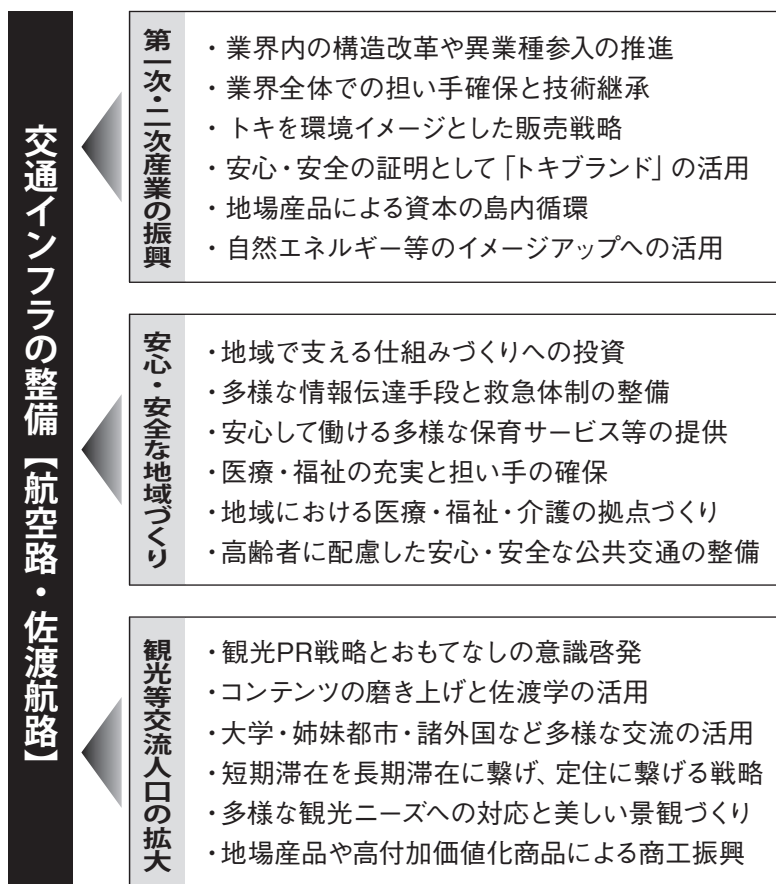 交通インフラの整備【航空路・佐渡航路】
第一次・二次産業の振興
・業界内の構造改革や異業種参入の推進
・業界全体での担い手確保と技術継承
・トキを環境イメージとした販売戦略
・安心・安全の証明として「トキブランド」の活用
・地場産品による資本の島内循環
・自然エネルギー等のイメージアップへの活用
安心・安全な地域づくり
・地域で支える仕組みづくりへの投資
・多様な情報伝達手段と救急体制の整備
・安心して働ける多様な保育サービス等の提供
・医療・福祉の充実と担い手の確保
・地域における医療・福祉・介護の拠点づくり
・高齢者に配慮した安心・安全な公共交通の整備
観光等交流人口の拡大
・観光PR戦略とおもてなしの意識啓発
・コンテンツの磨き上げと佐渡学の活用
・大学・姉妹都市・諸外国など多様な交流の活用
・短期滞在を長期滞在に繋げ、定住に繋げる戦略
・多様な観光ニーズへの対応と美しい景観づくり
・地場産品や高付加価値化商品による商工振興